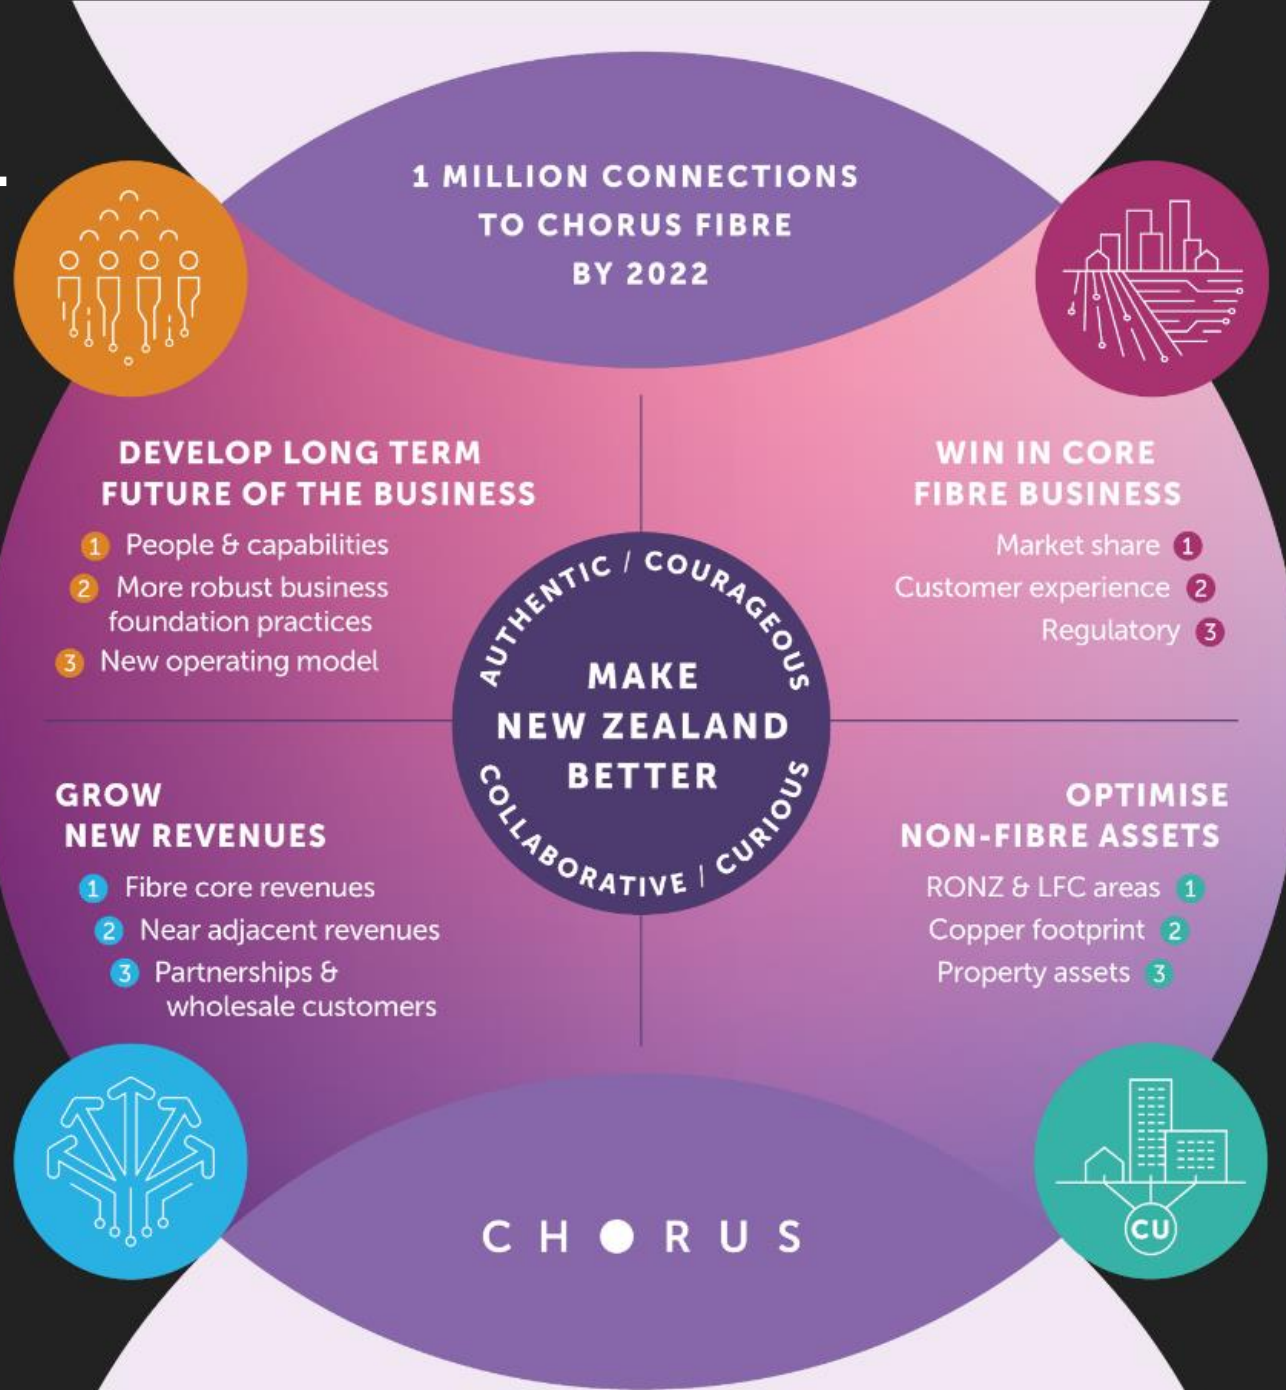 1 MILLION CONNECTIONS
TO CHORUS FIBRE
BY 2022
DEVELOP LONG TERM
FUTURE OF THE BUSINESS
1 People & capabilities
2 More robust business
foundation practices
3 New operating model
WIN IN CORE
FIBRE BUSINESS
Market share 1
Customer experience 2
Regulatory 3
AUTHENTIC / COURAGEOUS
MAKE
NEW ZEALAND
BETTER
COLLABORATIVE / CURIOUS
GROW
NEW REVENUES
1 Fibre core revenues
2 Near adjacent revenues
3 Partnerships &
wholesale customers
OPTIMISE
NON-FIBRE ASSETS
RONZ & LFC areas 1
Copper footprint 2
Property assets 3
CU
CHORUS